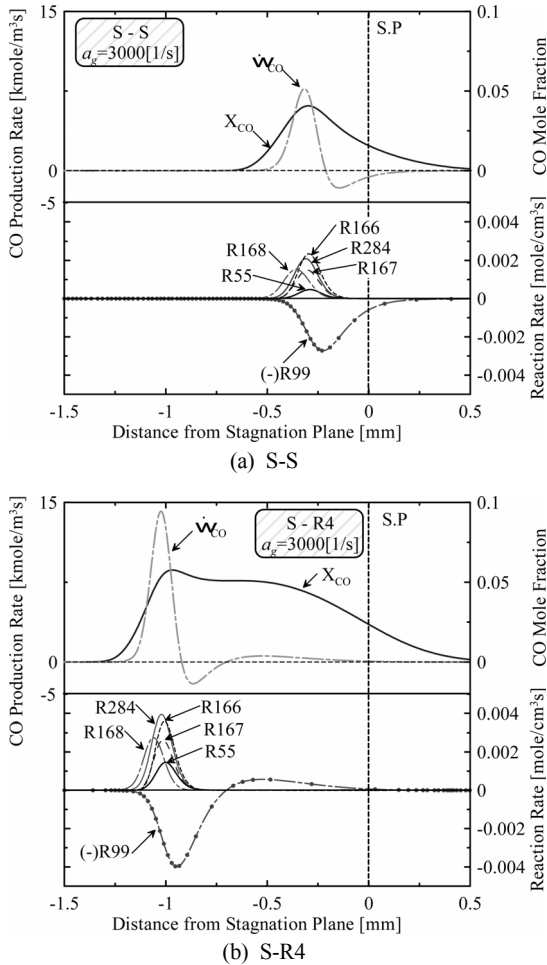 15
0.1
S - S
a_g=3000[1/s]
S.P
ẇ_CO
X_CO
10
5
0.05
0
0
-5
CO Production Rate [kmole/m³s]
CO Mole Fraction
R166
R168
R284
R167
R55
(-)R99
0.004
0.002
0
-0.002
-0.004
Reaction Rate [mole/cm³s]
-1.5 -1 -0.5 0 0.5
Distance from Stagnation Plane [mm]
(a) S-S
15
0.1
ẇ_CO
S - R4
a_g=3000[1/s]
S.P
X_CO
10
5
0.05
0
0
-5
CO Production Rate [kmole/m³s]
CO Mole Fraction
R284
R166
R168
R167
R55
(-)R99
0.004
0.002
0
-0.002
-0.004
Reaction Rate [mole/cm³s]
-1.5 -1 -0.5 0 0.5
Distance from Stagnation Plane [mm]
(b) S-R4